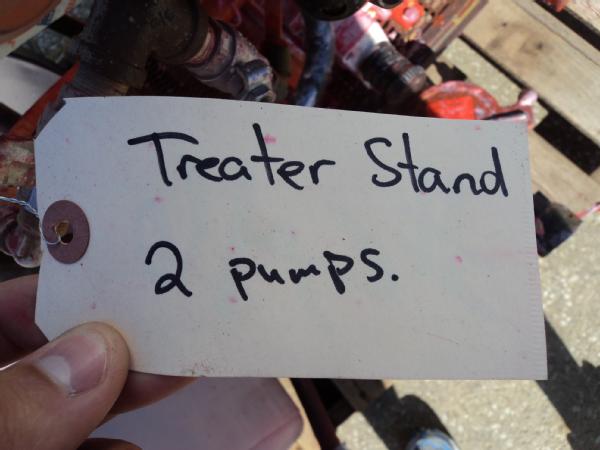 Treater Stand
2 pumps.